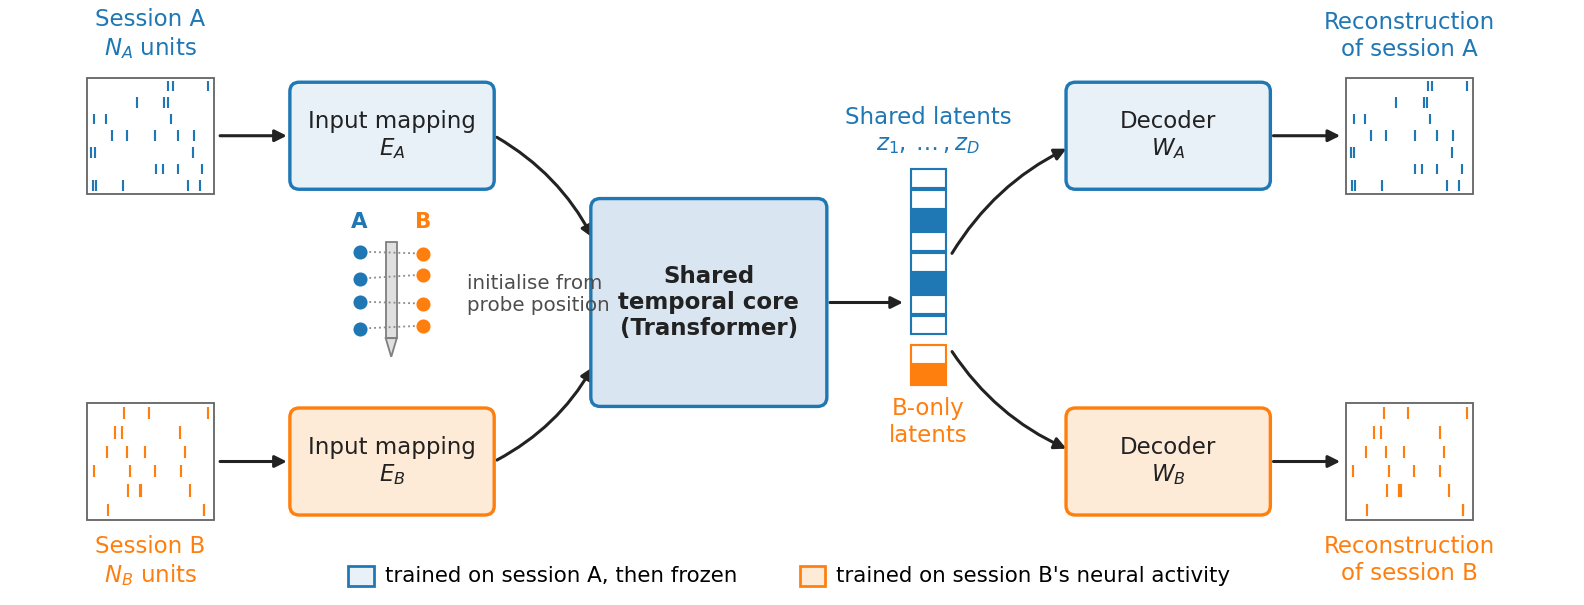 Session A
N_A units
Input mapping
E_A
A
B
initialise from
probe position
Session B
N_B units
Input mapping
E_B
Shared
temporal core
(Transformer)
Shared latents
z_1, …, z_D
B-only
latents
Decoder
W_A
Reconstruction
of session A
Decoder
W_B
Reconstruction
of session B
trained on session A, then frozen
trained on session B's neural activity